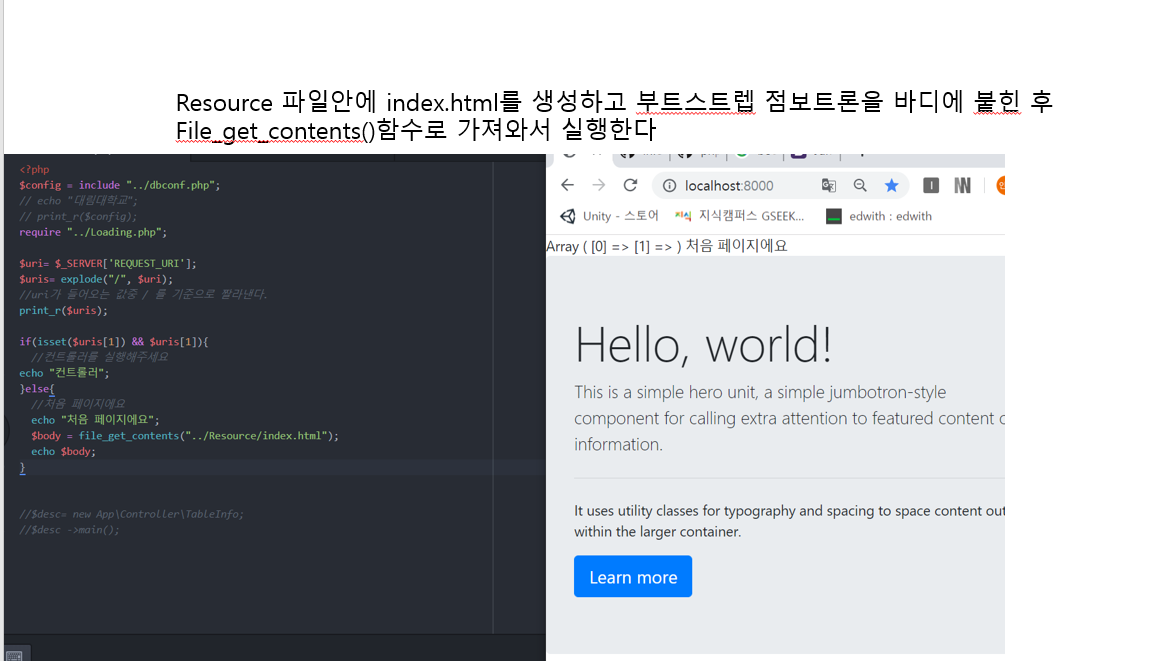 Resource 파일안에 index.html를 생성하고 부트스트렙 점보트론을 바디에 붙힌 후
File_get_contents()함수로 가져와서 실행한다
<?php
$config = include "../dbconf.php";
// echo "대림대학교";
// print_r($config);
require "../Loading.php";
$uri= $_SERVER['REQUEST_URI'];
$uris= explode("/", $uri);
//uri가 들어오는 값중 / 를 기준으로 짤라낸다.
print_r($uris);
if(isset($uris[1]) && $uris[1]){
//컨트롤러를 실행해주세요
echo "컨트롤러";
}else{
//처음 페이지에요
echo "처음 페이지에요";
$body = file_get_contents("../Resource/index.html");
echo $body;
}
//$desc= new App\Controller\TableInfo;
//$desc ->main();
localhost:8000
Unity - 스토어 지식캠퍼스 GSEEK... edwith : edwith
Array ( [0] => [1] => ) 처음 페이지에요
Hello, world!
This is a simple hero unit, a simple jumbotron-style
component for calling extra attention to featured content o
information.
It uses utility classes for typography and spacing to space content out
within the larger container.
Learn more